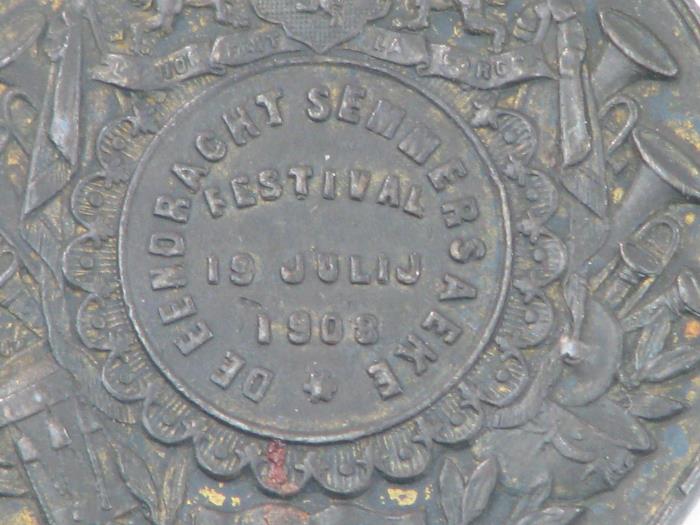 L'UNION FAIT LA FORCE
DE EENDRACHT SEMMERSAEKE
FESTIVAL
19 JULIJ
1908